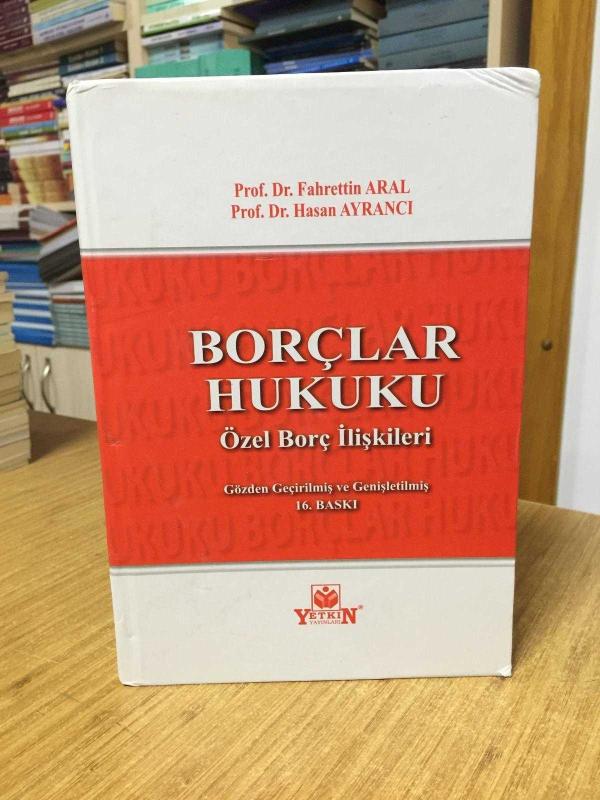 Prof. Dr. Fahrettin ARAL
Prof. Dr. Hasan AYRANCI
BORÇLAR
HUKUKU
Özel Borç İlişkileri
Gözden Geçirilmiş ve Genişletilmiş
16. BASKI
YETKİN®
YAYINLARI